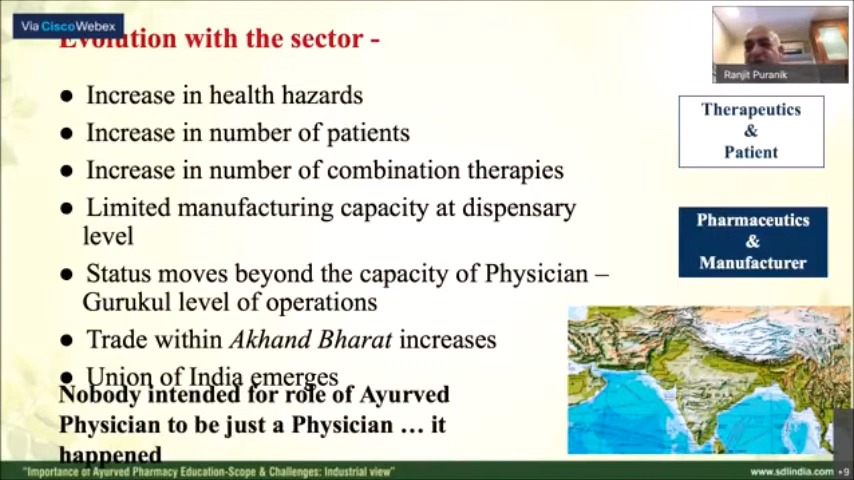 Via Cisco Webex
Evolution with the sector -
Ranjit Puranik
● Increase in health hazards
● Increase in number of patients
● Increase in number of combination therapies
● Limited manufacturing capacity at dispensary
level
● Status moves beyond the capacity of Physician –
Gurukul level of operations
● Trade within Akhand Bharat increases
● Union of India emerges
Nobody intended for role of Ayurved
Physician to be just a Physician … it
happened
Therapeutics
&
Patient
Pharmaceutics
&
Manufacturer
"Importance of Ayurved Pharmacy Education-Scope & Challenges: Industrial view"
www.sdlindia.com
+9